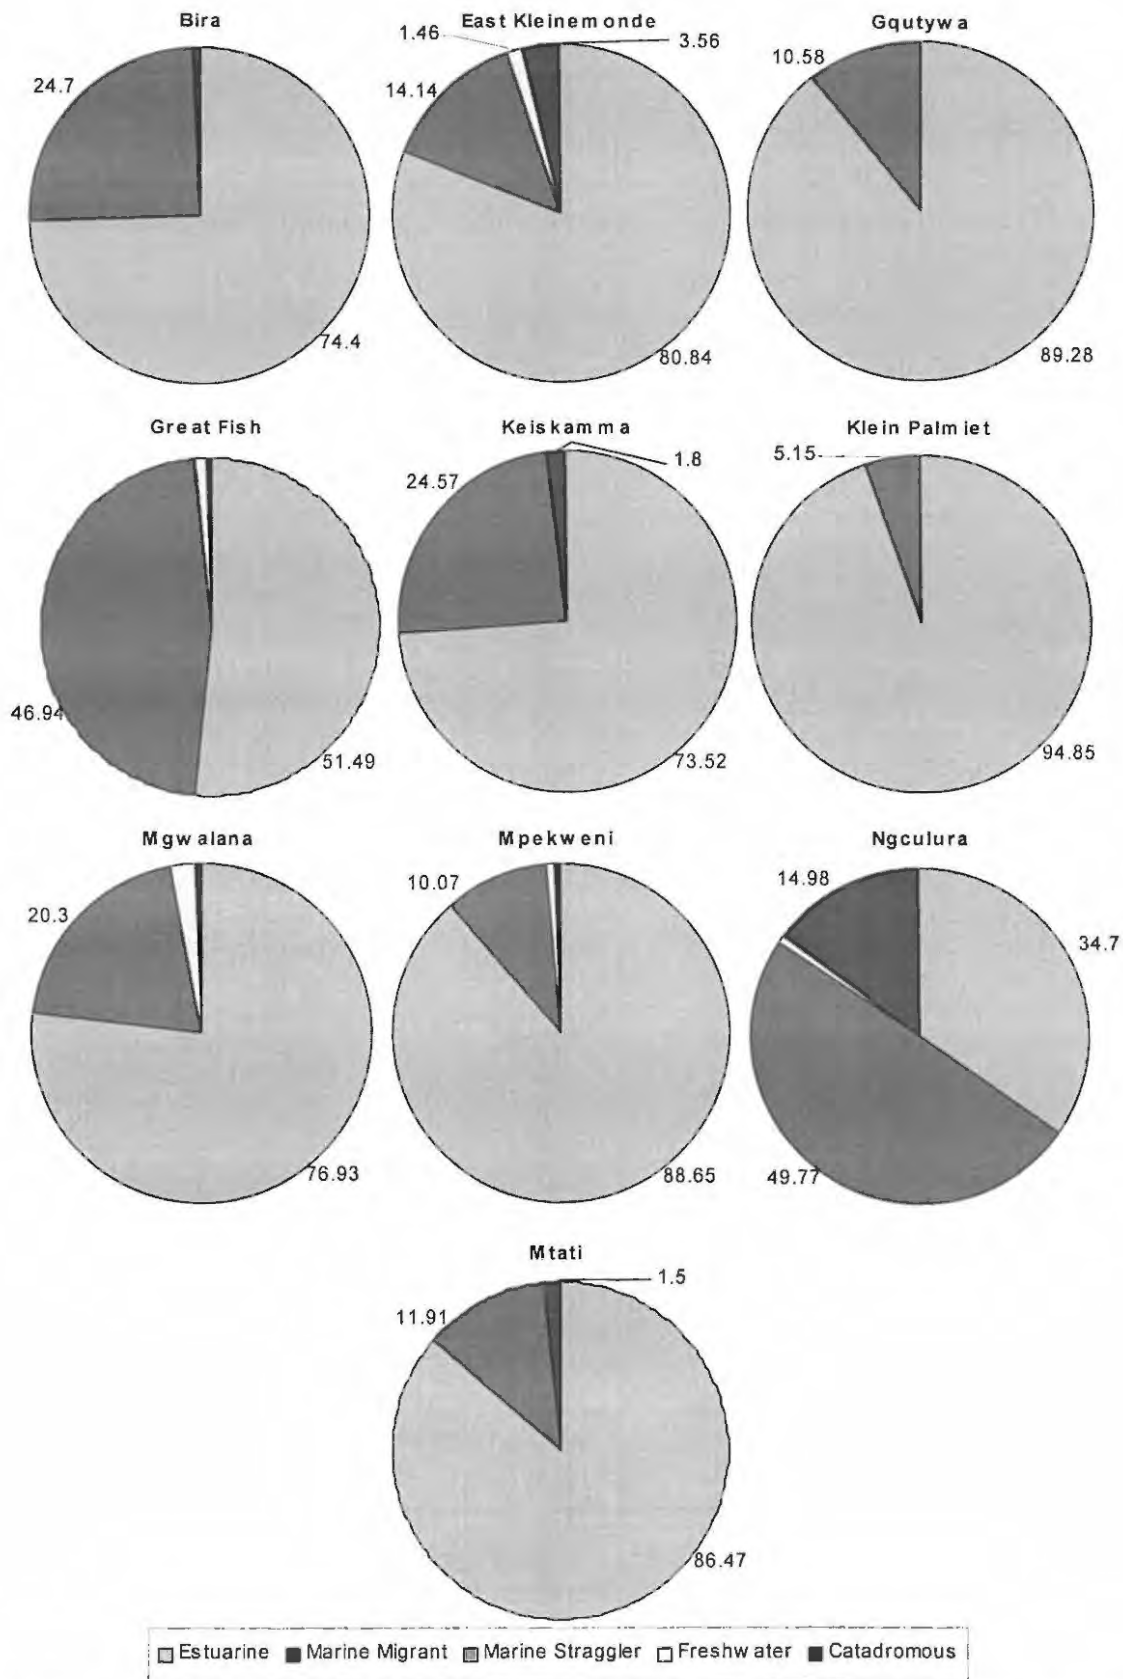 Bira
24.7
74.4
East Kleinemonde
1.46
3.56
14.14
80.84
Gqutywa
10.58
89.28
Great Fish
46.94
51.49
Keiskamma
24.57
1.8
73.52
Klein Palmiet
5.15
94.85
Mgwalana
20.3
76.93
Mpekweni
10.07
88.65
Ngculura
14.98
34.7
49.77
Mtati
1.5
11.91
86.47
Estuarine Marine Migrant Marine Straggler Freshwater Catadromous